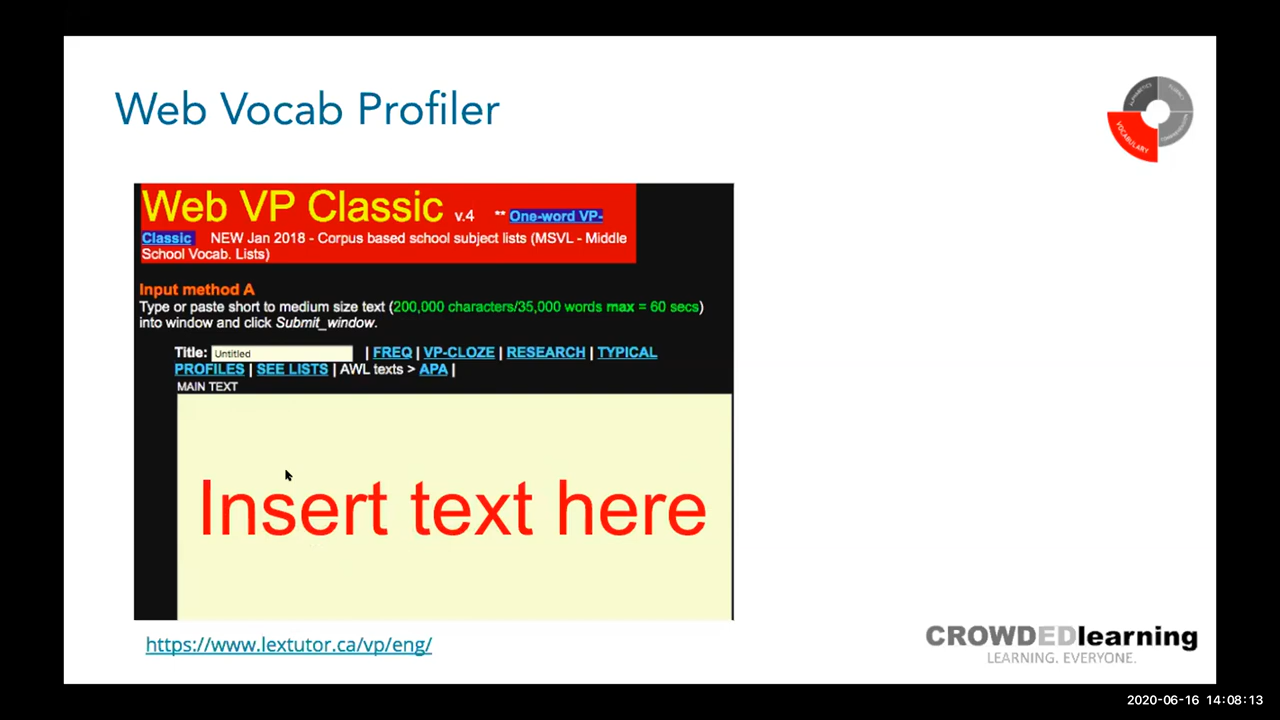 Web Vocab Profiler
ALPHABETICS
FLUENCY
VOCABULARY
COMPREHENSION
Web VP Classic v.4 ** One-word VP-
Classic NEW Jan 2018 - Corpus based school subject lists (MSVL - Middle
School Vocab. Lists)
Input method A
Type or paste short to medium size text (200,000 characters/35,000 words max = 60 secs)
into window and click Submit_window.
Title: Untitled | FREQ | VP-CLOZE | RESEARCH | TYPICAL
PROFILES | SEE LISTS | AWL texts > APA |
MAIN TEXT
Insert text here
https://www.lextutor.ca/vp/eng/
CROWDEDlearning
LEARNING. EVERYONE.
2020-06-16 14:08:13